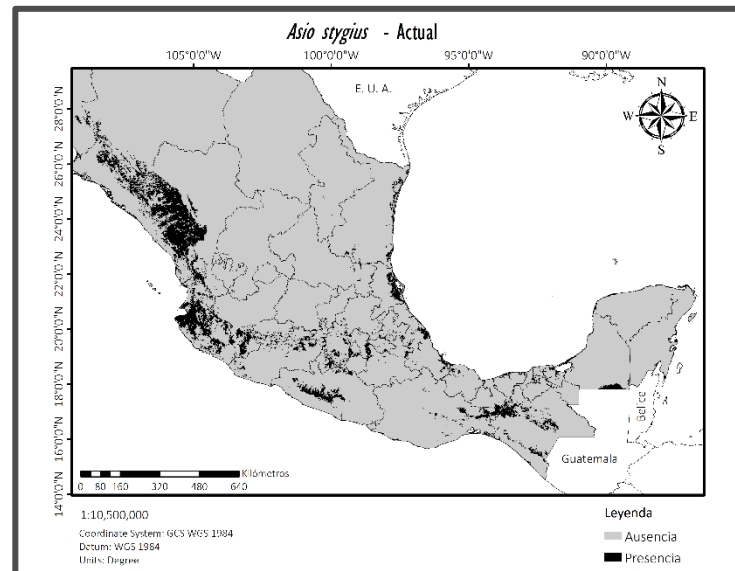 Asio stygius - Actual
105°0'0"W 100°0'0"W 95°0'0"W 90°0'0"W
E. U. A.
N
W E
S
28°0'0"N
26°0'0"N
24°0'0"N
22°0'0"N
20°0'0"N
18°0'0"N
16°0'0"N
14°0'0"N
Belice
Guatemala
Kilómetros
0 80 160 320 480 640
1:10,500,000
Coordinate System: GCS WGS 1984
Datum: WGS 1984
Units: Degree
Leyenda
Ausencia
Presencia